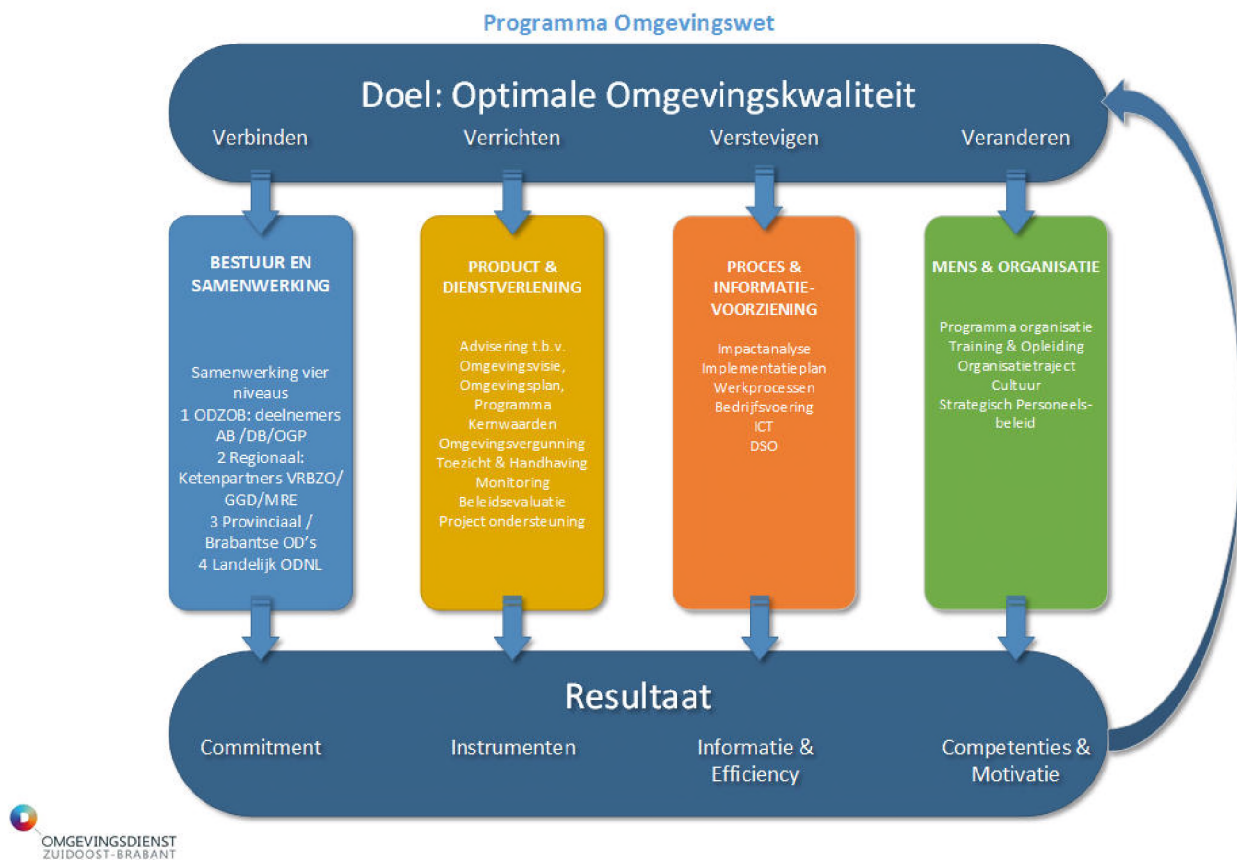 Programma Omgevingswet
Doel: Optimale Omgevingskwaliteit
Verbinden
Verrichten
Verstevigen
Veranderen
BESTUUR EN
SAMENWERKING
Samenwerking vier
niveaus
1 ODZOB: deelnemers
AB /DB/OGP
2 Regionaal:
Ketenpartners VRBZO/
GGD/MRE
3 Provinciaal /
Brabantse OD's
4 Landelijk ODNL
PRODUCT &
DIENSTVERLENING
Advisering t.b.v.
Omgevingsvisie,
Omgevingsplan,
Programma
Kernwaarden
Omgevingsvergunning
Toezicht & Handhaving
Monitoring
Beleidsevaluatie
Project ondersteuning
PROCES &
INFORMATIE-
VOORZIENING
Impactanalyse
Implementatieplan
Werkprocessen
Bedrijfsvoering
ICT
DSO
MENS & ORGANISATIE
Programma organisatie
Training & Opleiding
Organisatietraject
Cultuur
Strategisch Personeels-
beleid
Resultaat
Commitment
Instrumenten
Informatie &
Efficiency
Competenties &
Motivatie
OMGEVINGSDIENST
ZUIDOOST-BRABANT